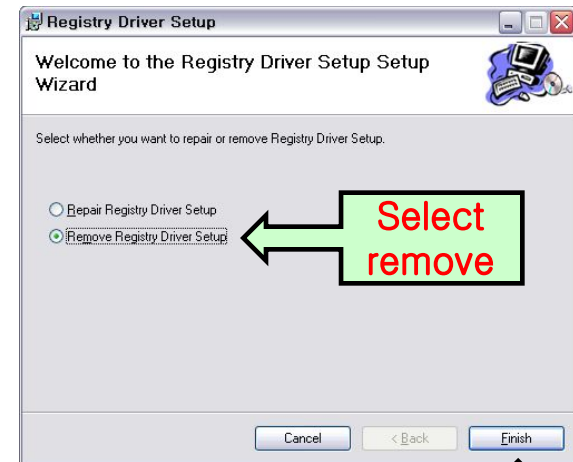 Registry Driver Setup
Welcome to the Registry Driver Setup Setup
Wizard
Select whether you want to repair or remove Registry Driver Setup.
Repair Registry Driver Setup
Remove Registry Driver Setup
Select
remove
Cancel
< Back
Finish